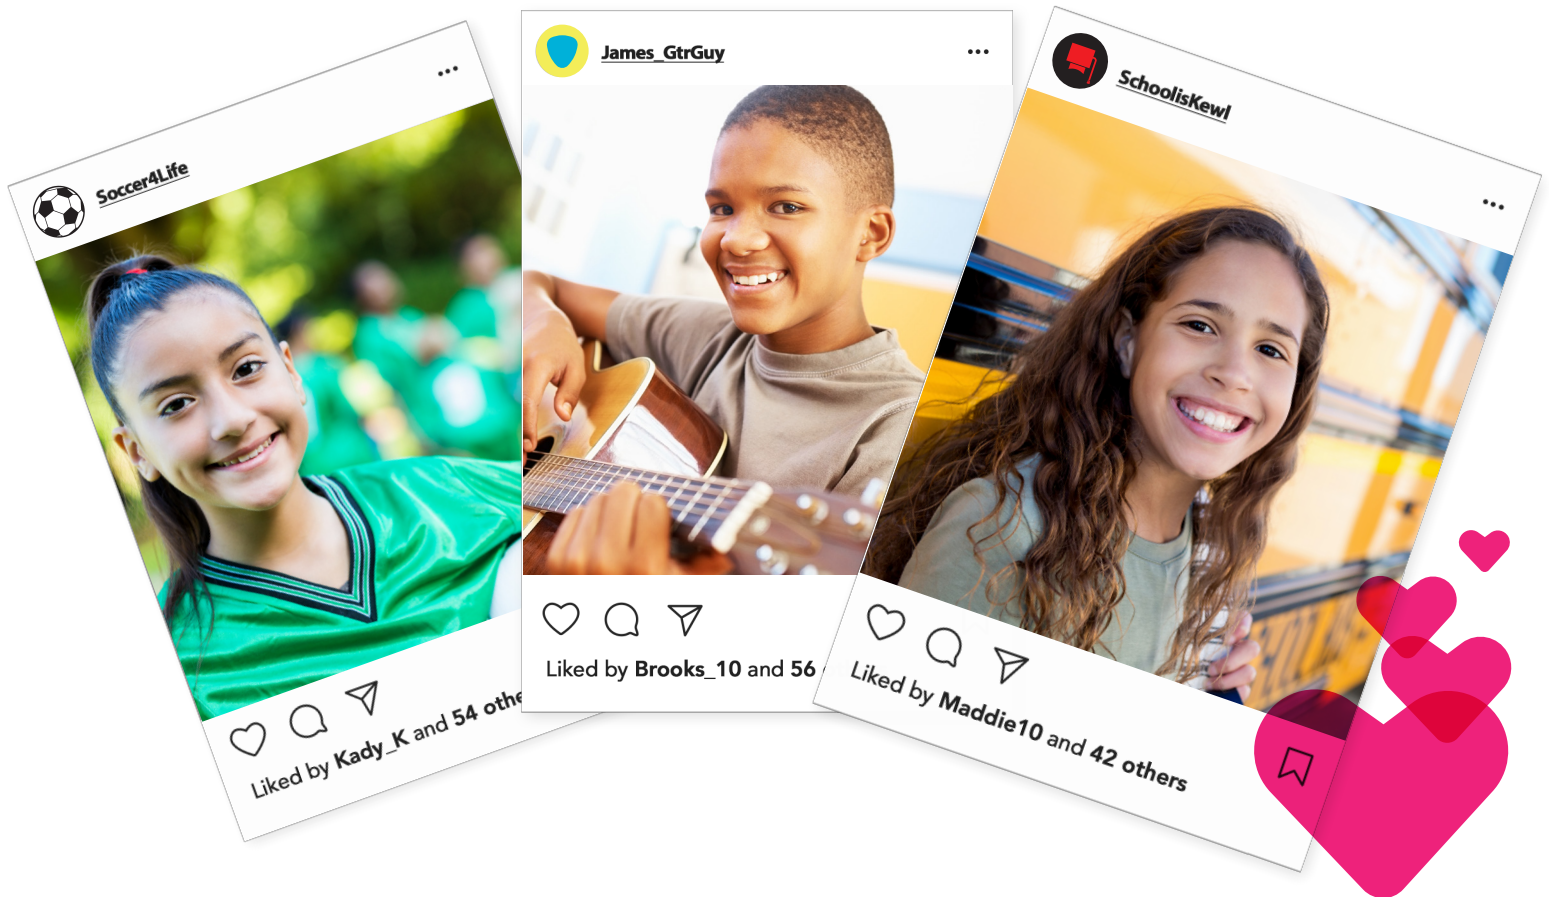 Soccer4Life
Liked by Kady_K and 54 othe
James_GtrGuy
Liked by Brooks_10 and 56
SchoolisKewl
Liked by Maddie10 and 42 others